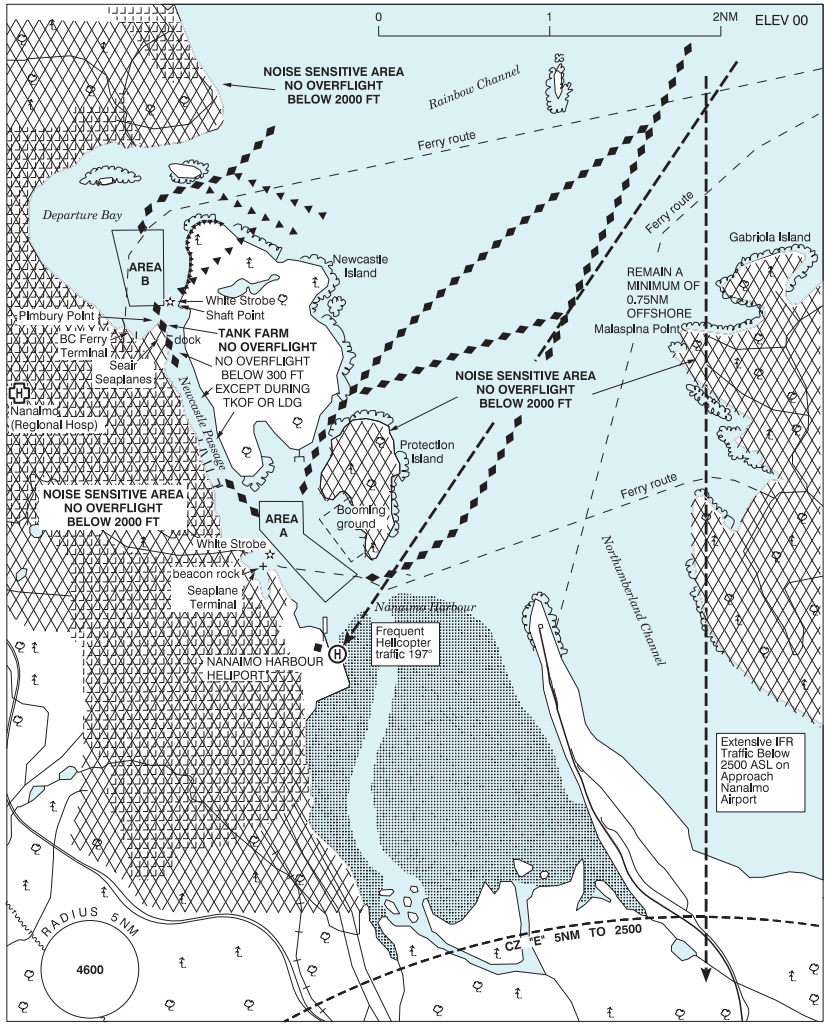 0
1
2NM
ELEV 00
NOISE SENSITIVE AREA
NO OVERFLIGHT
BELOW 2000 FT
Rainbow Channel
Ferry route
Departure Bay
Ferry route
Gabriola Island
AREA
B
Newcastle
Island
REMAIN A
MINIMUM OF
0.75NM
OFFSHORE
Malaspina Point
White Strobe
Shaft Point
PImbury Point
TANK FARM
NO OVERFLIGHT
BC Ferry
Terminal
dock
NO OVERFLIGHT
BELOW 300 FT
EXCEPT DURING
TKOF OR LDG
Seair
Seaplanes
NOISE SENSITIVE AREA
NO OVERFLIGHT
BELOW 2000 FT
H
Nanaimo
(Regional Hosp)
Newcastle Passage
Protection
Island
NOISE SENSITIVE AREA
NO OVERFLIGHT
BELOW 2000 FT
Ferry route
AREA
A
Booming
ground
White Strobe
beacon rock
Seaplane
Terminal
Nanaimo Harbour
Northumberland Channel
Frequent
Helicopter
traffic 197°
H
NANAIMO HARBOUR
HELIPORT
Extensive IFR
Traffic Below
2500 ASL on
Approach
Nanaimo
Airport
RADIUS 5NM
4600
CZ "E" 5NM TO 2500